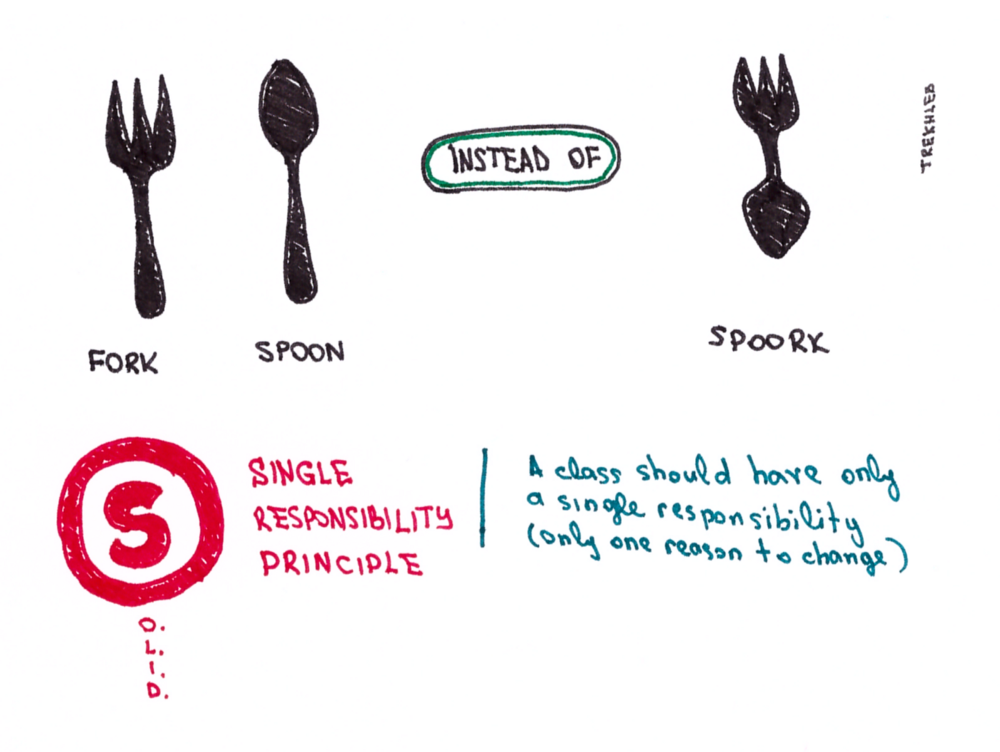 INSTEAD OF
TREKHLEB
FORK
SPOON
SPOORK
S
SINGLE
RESPONSIBILITY
PRINCIPLE
A class should have only
a single responsibility
(only one reason to change)
O.
L.
I.
D.